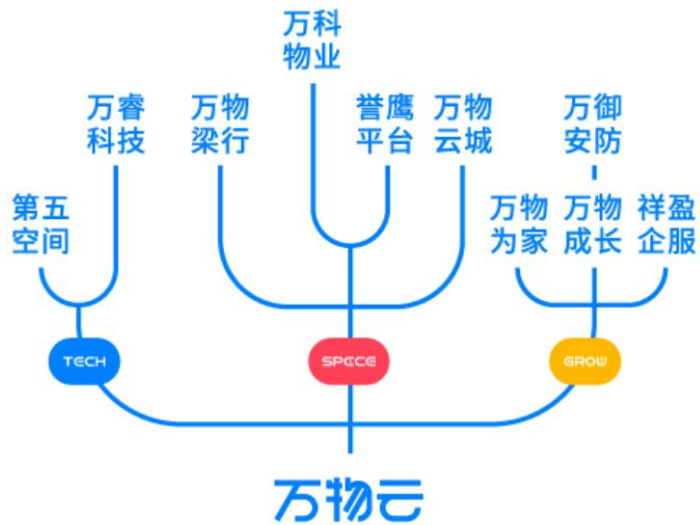 万科
物业
万睿
科技
万物
梁行
誉鹰
平台
万物
云城
万御
安防
第五
空间
万物
为家
万物
成长
祥盈
企服
TECH
SPCCE
GROW
万物云